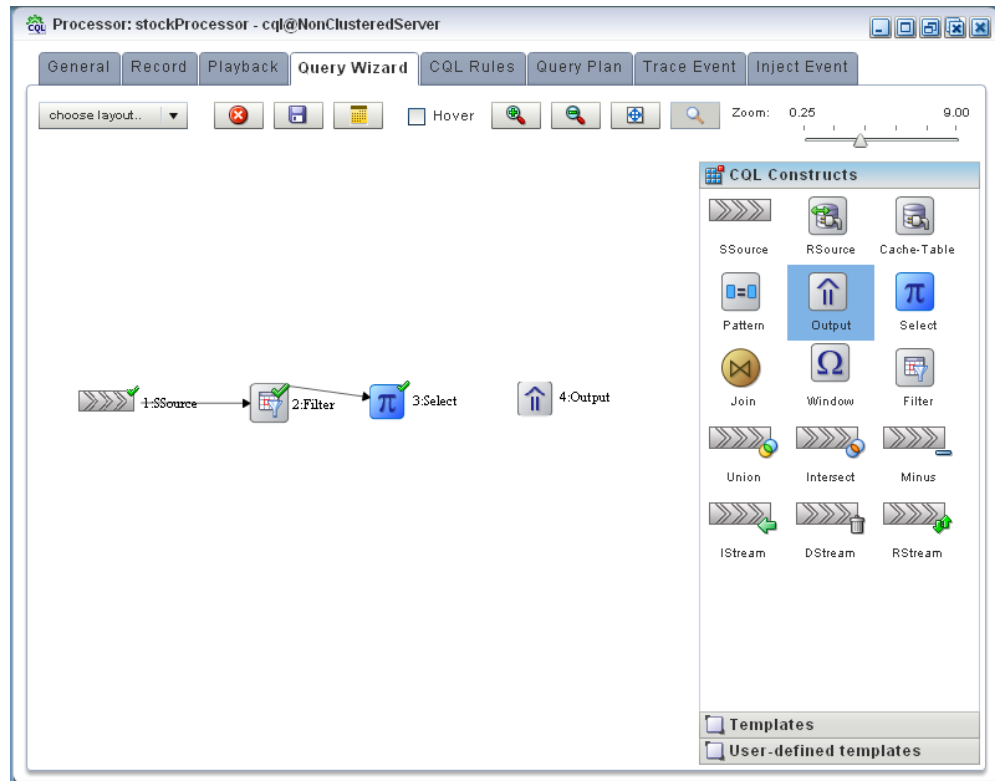 CQL Processor: stockProcessor - cql@NonClusteredServer
General Record Playback Query Wizard CQL Rules Query Plan Trace Event Inject Event
choose layout.. Hover Zoom: 0.25 9.00
CQL Constructs
SSource RSource Cache-Table
Pattern Output Select
Join Window Filter
Union Intersect Minus
IStream DStream RStream
1:SSource 2:Filter 3:Select 4:Output
Templates
User-defined templates